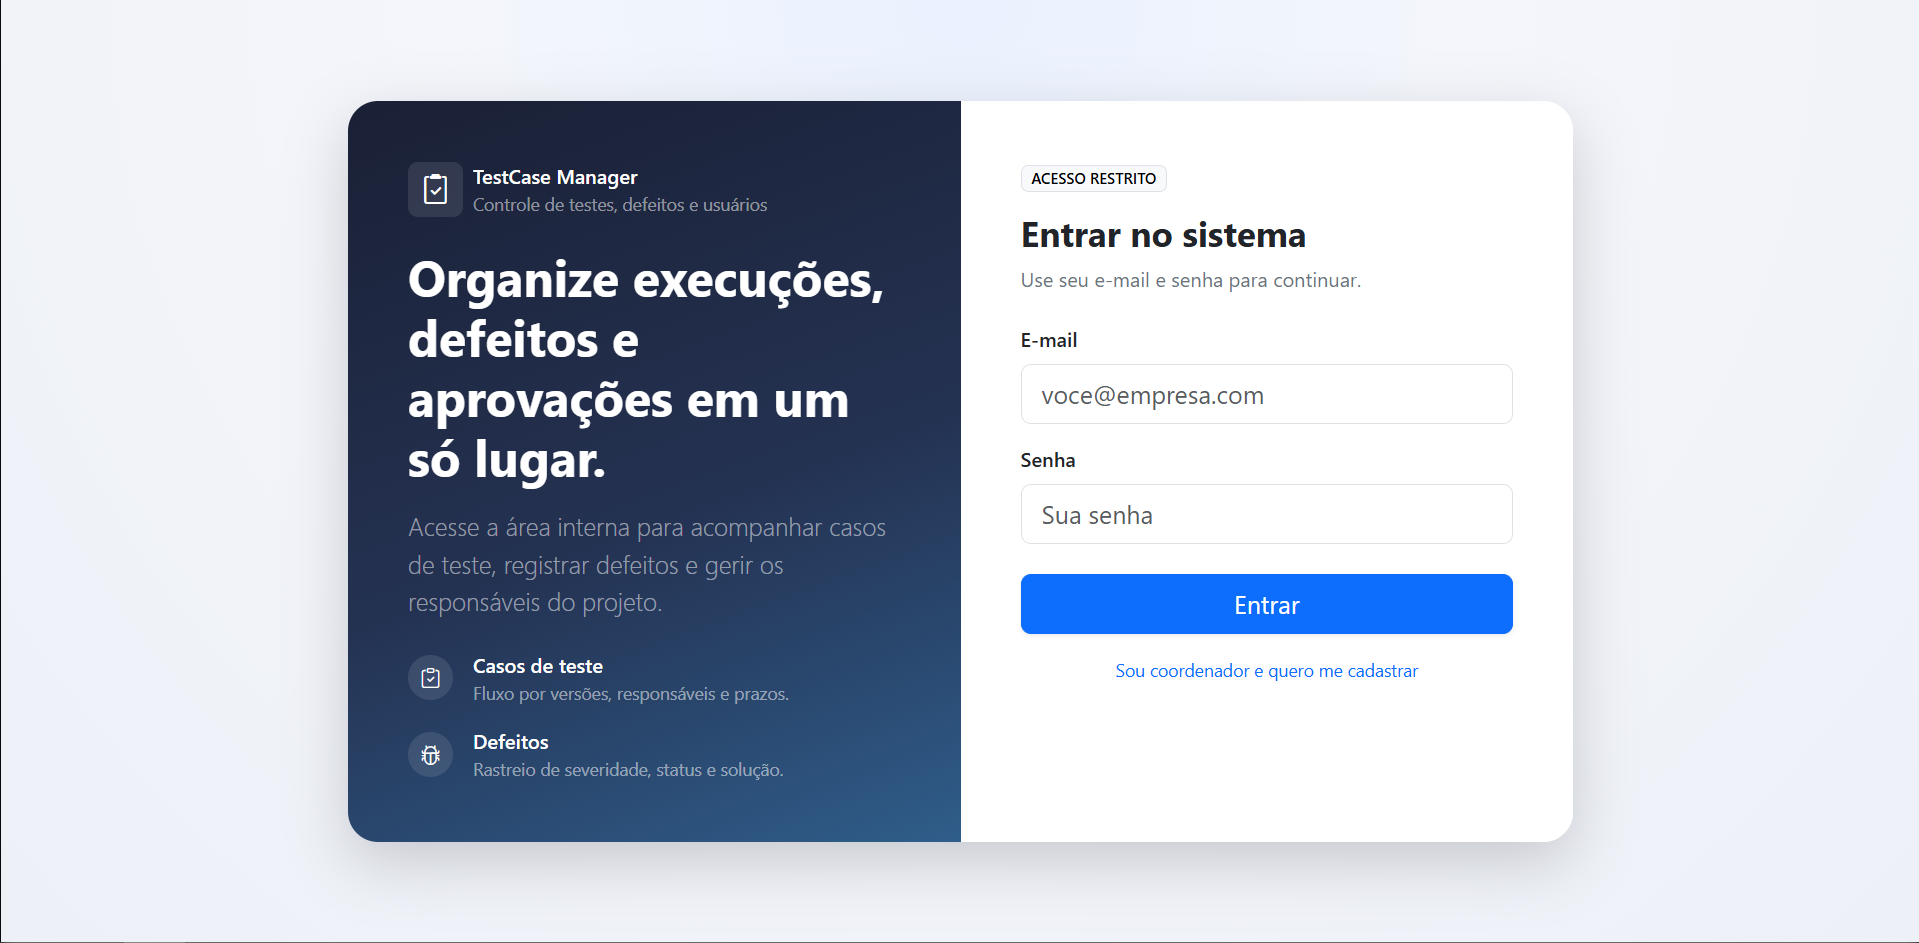 TestCase Manager
Controle de testes, defeitos e usuários
Organize execuções,
defeitos e
aprovações em um
só lugar.
Acesse a área interna para acompanhar casos
de teste, registrar defeitos e gerir os
responsáveis do projeto.
Casos de teste
Fluxo por versões, responsáveis e prazos.
Defeitos
Rastreio de severidade, status e solução.
ACESSO RESTRITO
Entrar no sistema
Use seu e-mail e senha para continuar.
E-mail
voce@empresa.com
Senha
Sua senha
Entrar
Sou coordenador e quero me cadastrar